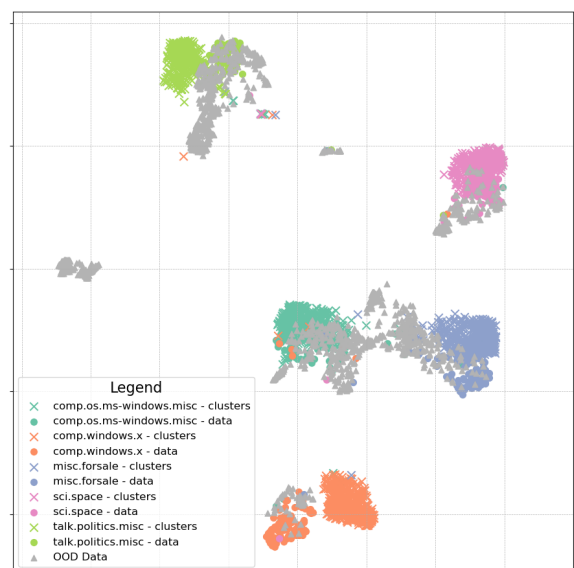 Legend
comp.os.ms-windows.misc - clusters
comp.os.ms-windows.misc - data
comp.windows.x - clusters
comp.windows.x - data
misc.forsale - clusters
misc.forsale - data
sci.space - clusters
sci.space - data
talk.politics.misc - clusters
talk.politics.misc - data
OOD Data